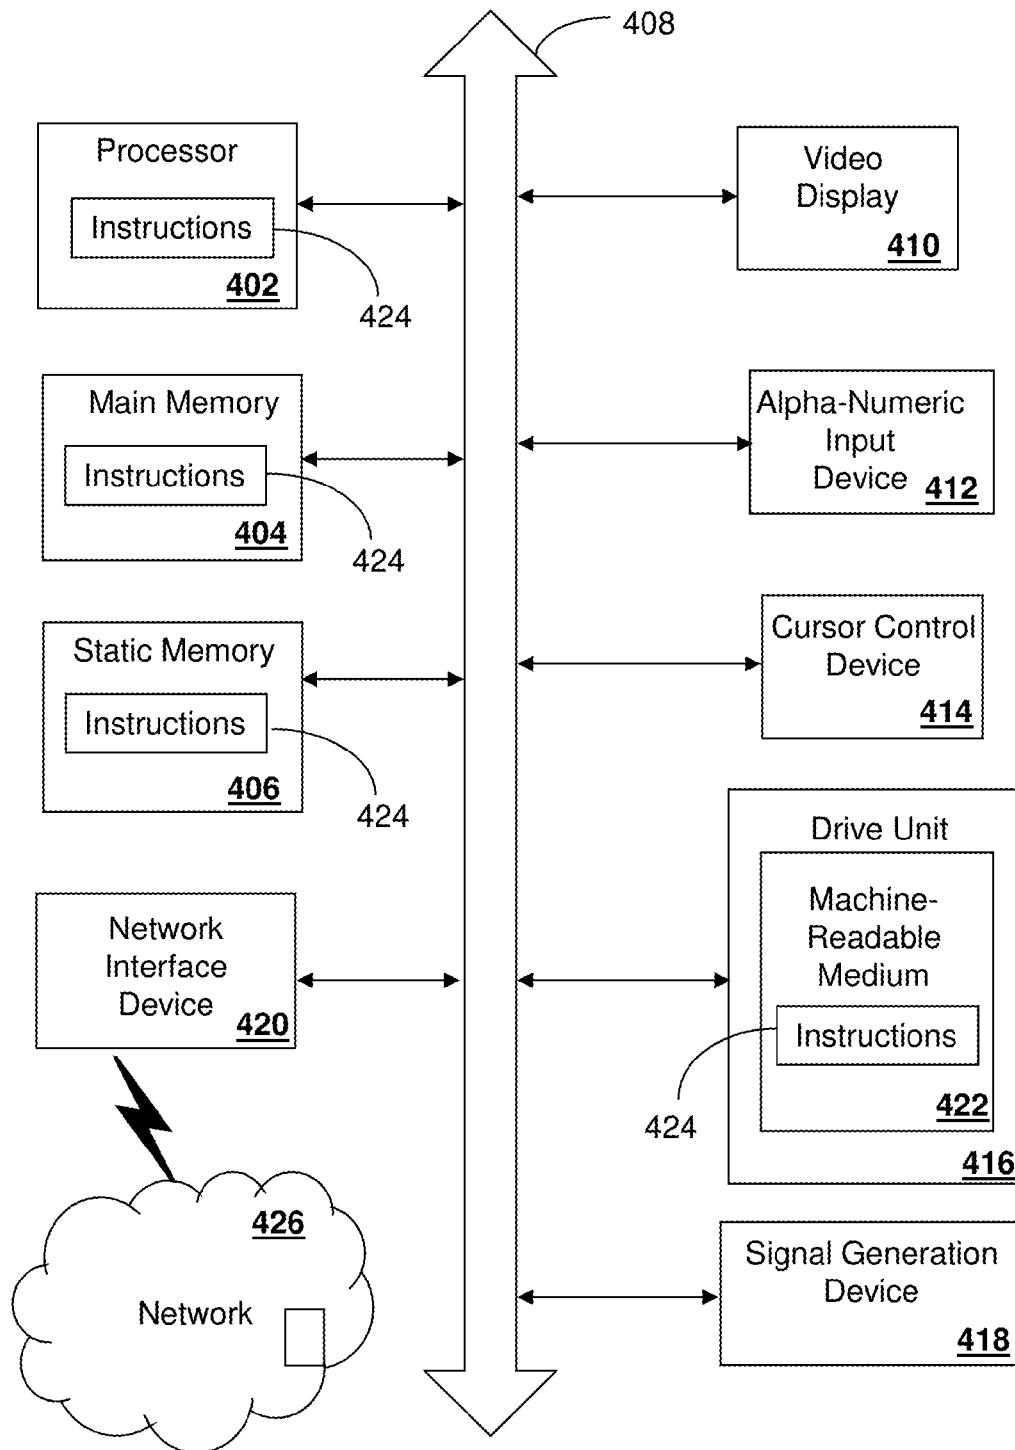 408
Processor
Instructions
402
424
Main Memory
Instructions
404
424
Static Memory
Instructions
406
424
Network
Interface
Device
420
426
Network
Video
Display
410
Alpha-Numeric
Input
Device
412
Cursor Control
Device
414
Drive Unit
Machine-
Readable
Medium
Instructions
424
422
416
Signal Generation
Device
418